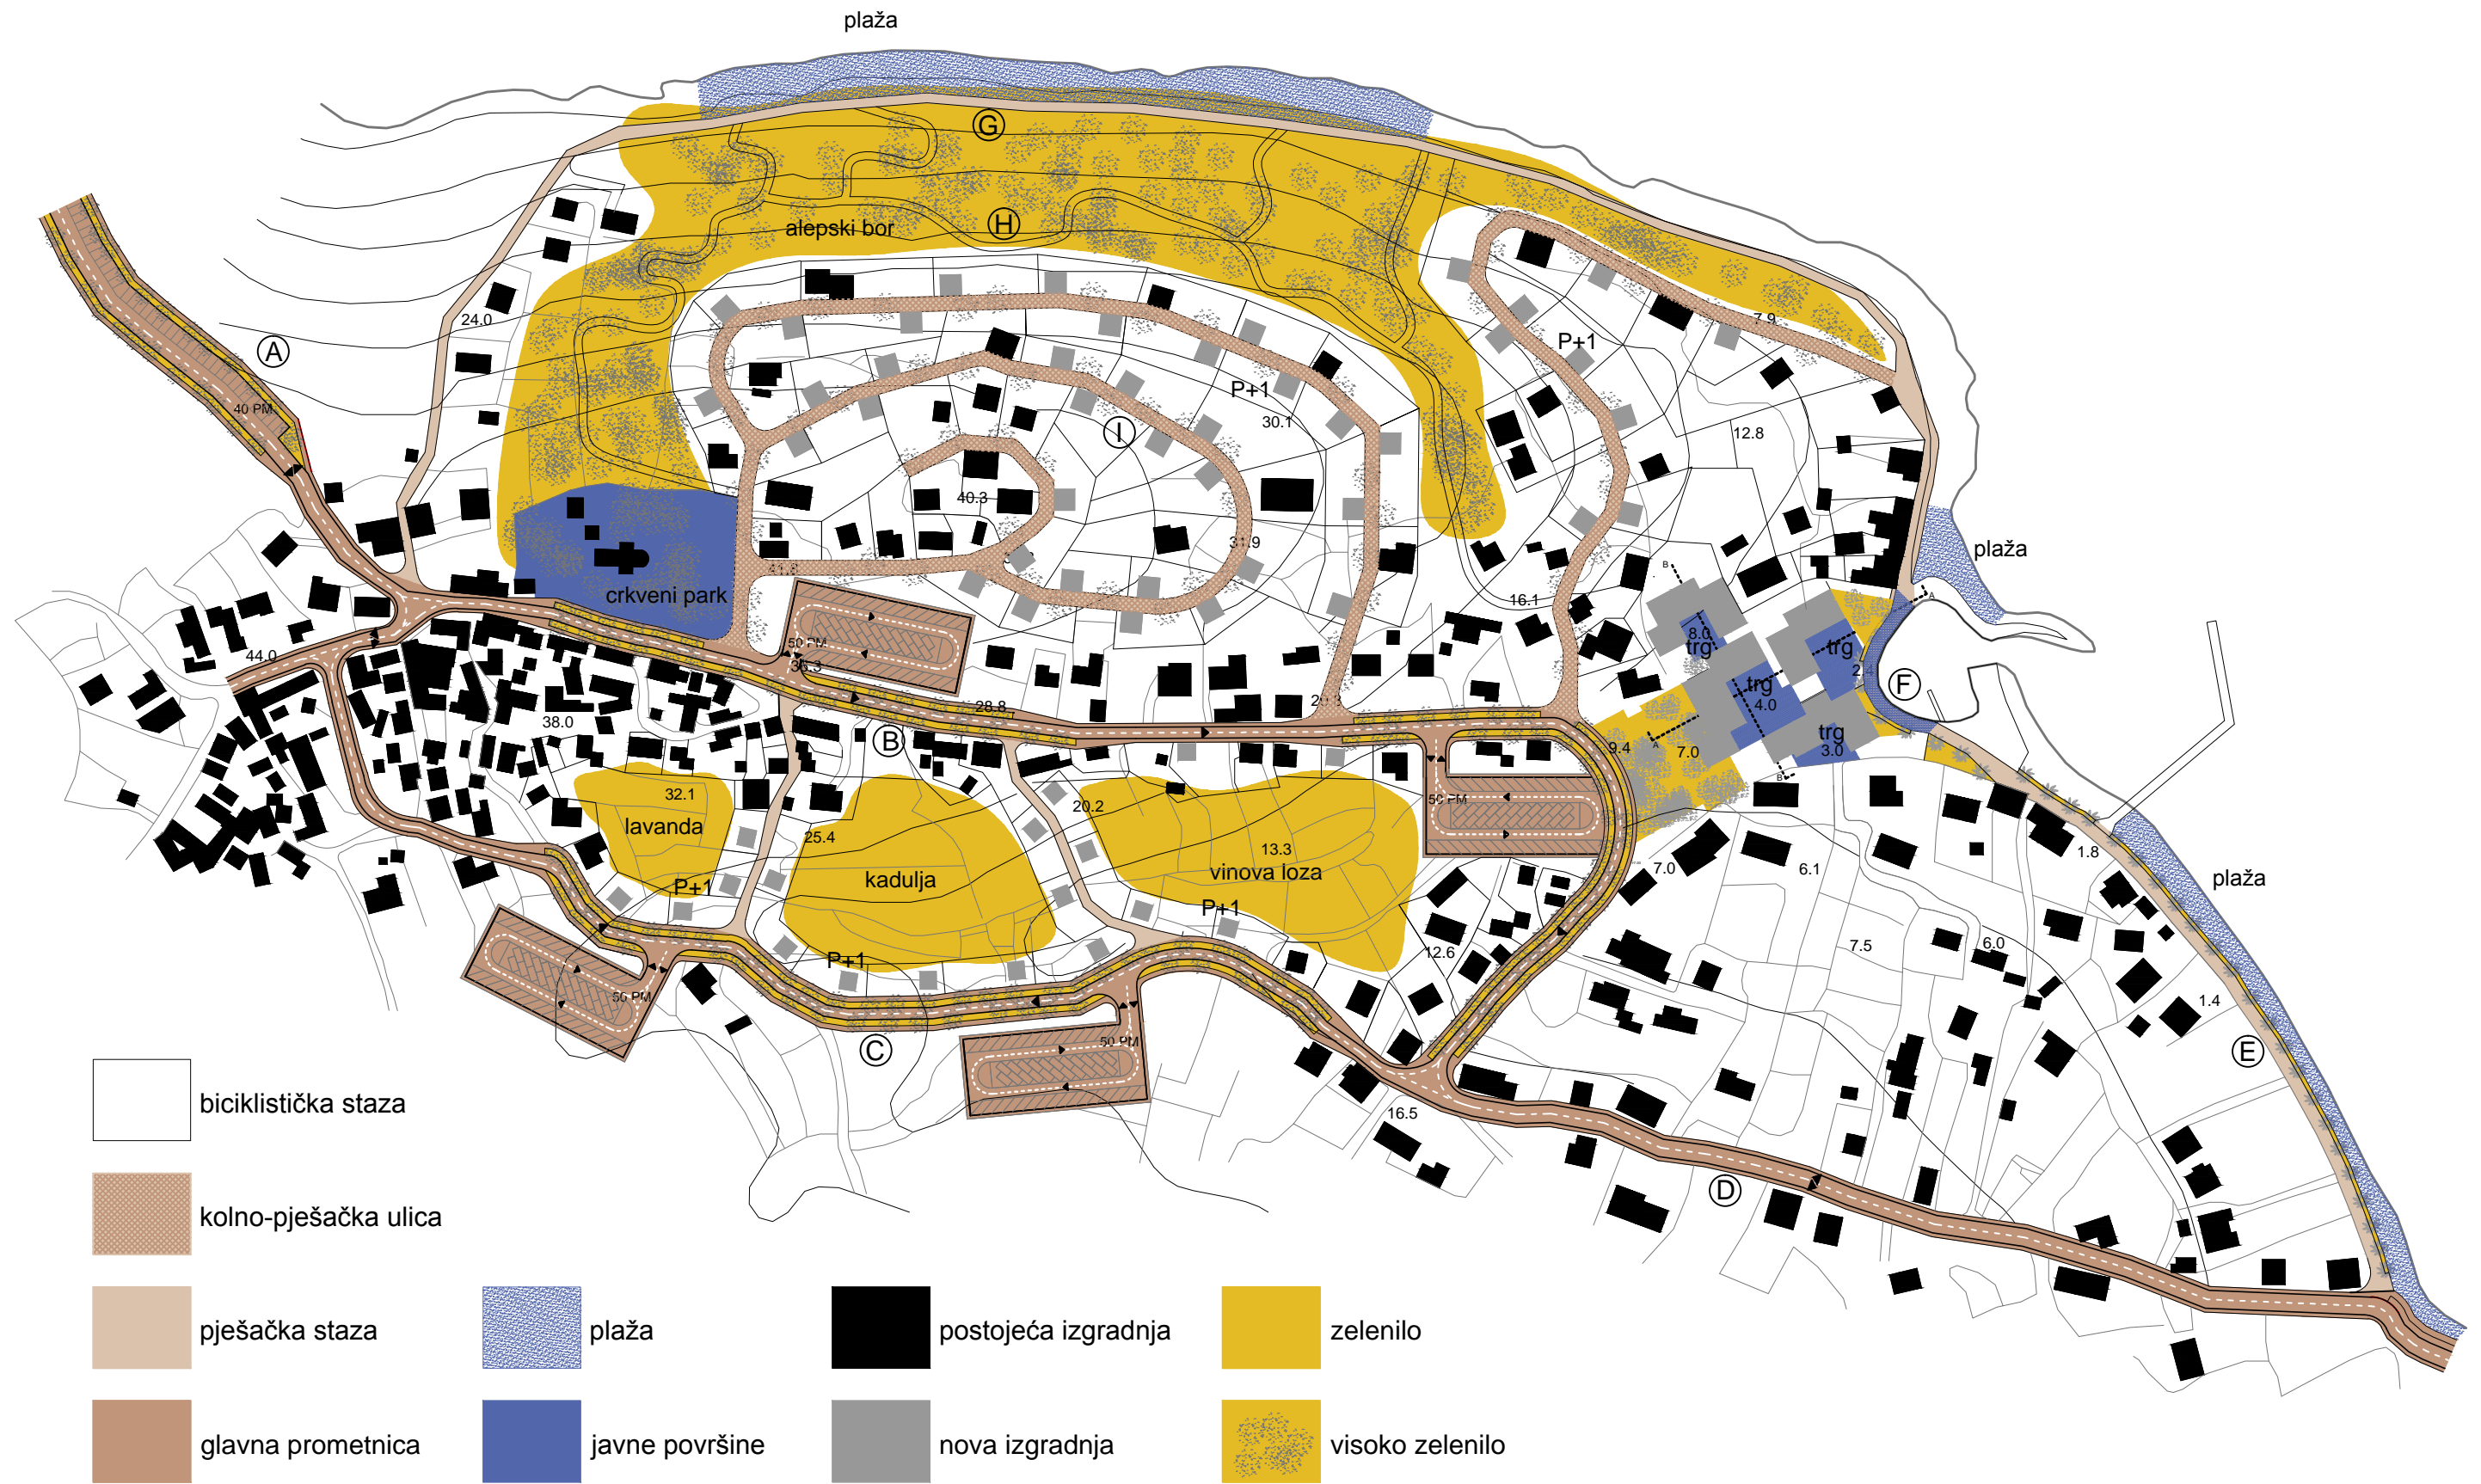 plaža
G
H
alepski bor
24.0
7.9
P+1
A
40 PM
P+1
30.1
I
12.8
40.3
31.9
plaža
41.8
B
crkveni park
16.1
A
8.0
trg
trg
50 PM
36.3
44.0
2.4
F
trg
4.0
28.8
38.0
trg
3.0
B
9.4
7.0
A
B
32.1
20.2
50 PM
lavanda
25.4
13.3
1.8
kadulja
vinova loza
7.0
6.1
plaža
P+1
P+1
12.6
7.5
6.0
P+1
50 PM
1.4
C
50 PM
E
biciklistička staza
16.5
D
kolno-pješačka ulica
pješačka staza
plaža
postojeća izgradnja
zelenilo
glavna prometnica
javne površine
nova izgradnja
visoko zelenilo